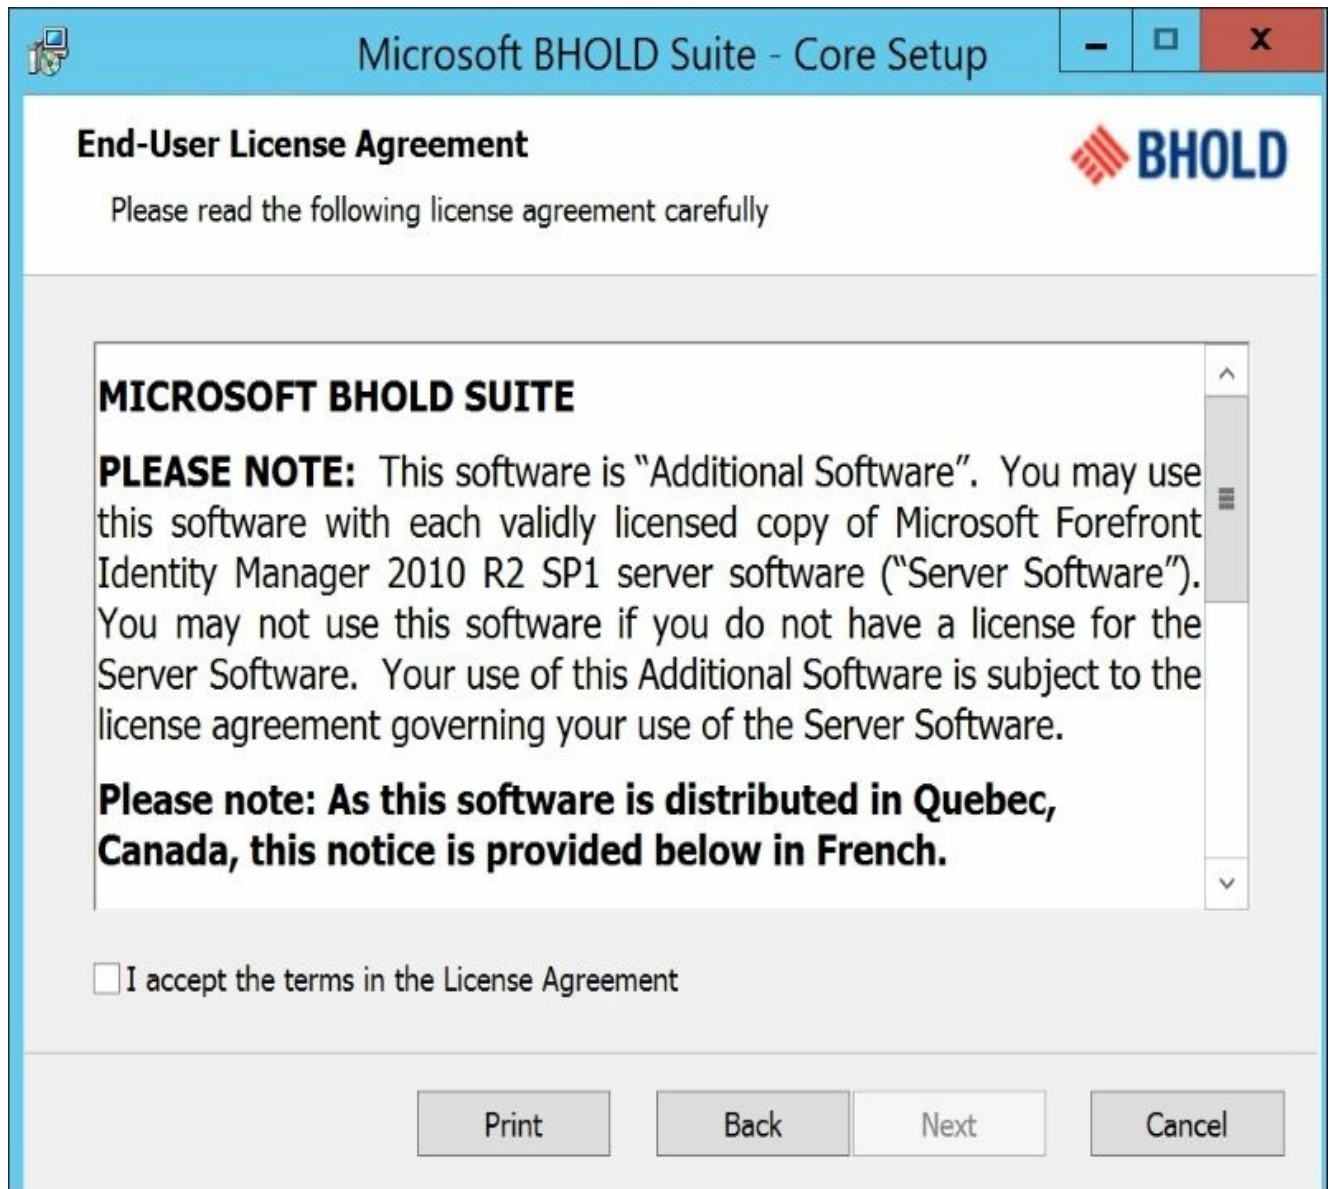 Microsoft BHOLD Suite - Core Setup
End-User License Agreement
BHOLD
Please read the following license agreement carefully
MICROSOFT BHOLD SUITE
PLEASE NOTE: This software is “Additional Software”. You may use
this software with each validly licensed copy of Microsoft Forefront
Identity Manager 2010 R2 SP1 server software (“Server Software”).
You may not use this software if you do not have a license for the
Server Software. Your use of this Additional Software is subject to the
license agreement governing your use of the Server Software.
Please note: As this software is distributed in Quebec,
Canada, this notice is provided below in French.
I accept the terms in the License Agreement
Print Back Next Cancel